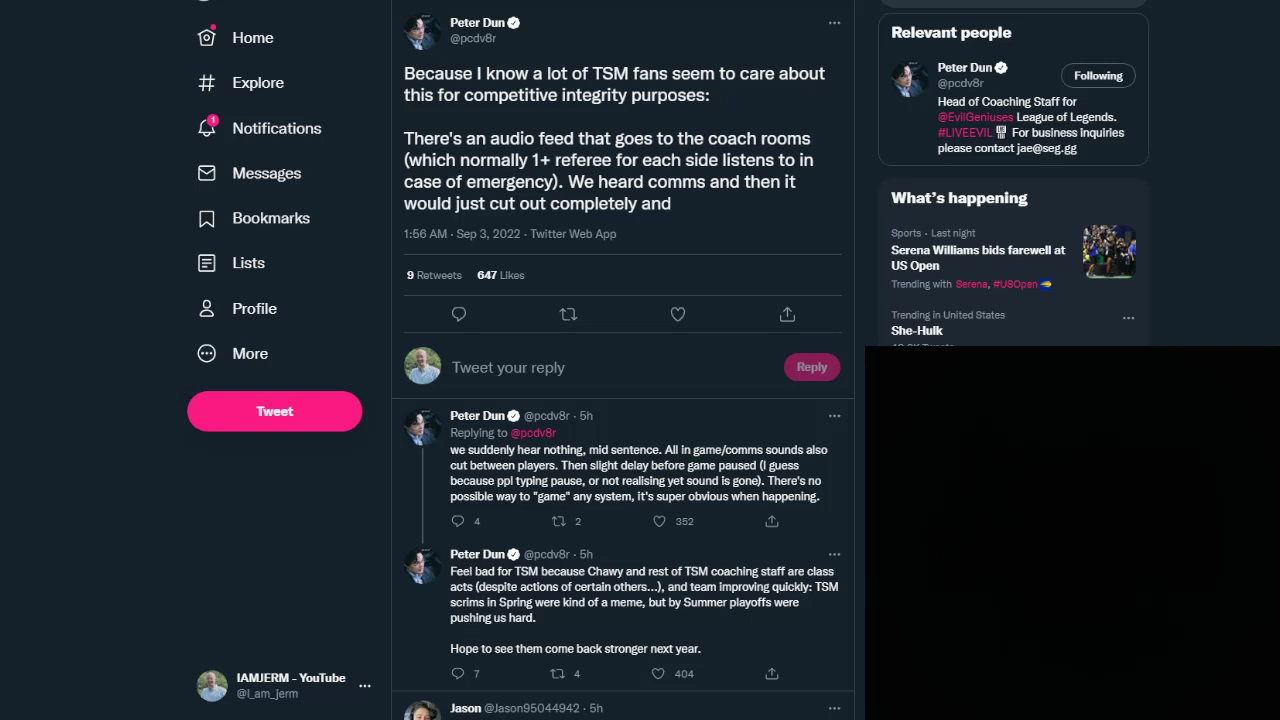 Home
Explore
1
Notifications
Messages
Bookmarks
Lists
Profile
More
Tweet
IAMJERM - YouTube
@I_am_jerm
Peter Dun
@pcdv8r
Because I know a lot of TSM fans seem to care about
this for competitive integrity purposes:
There's an audio feed that goes to the coach rooms
(which normally 1+ referee for each side listens to in
case of emergency). We heard comms and then it
would just cut out completely and
1:56 AM · Sep 3, 2022 · Twitter Web App
9 Retweets 647 Likes
Tweet your reply
Reply
Peter Dun @pcdv8r · 5h
Replying to @pcdv8r
we suddenly hear nothing, mid sentence. All in game/comms sounds also
cut between players. Then slight delay before game paused (I guess
because ppl typing pause, or not realising yet sound is gone). There's no
possible way to "game" any system, it's super obvious when happening.
4 2 352
Peter Dun @pcdv8r · 5h
Feel bad for TSM because Chawy and rest of TSM coaching staff are class
acts (despite actions of certain others...), and team improving quickly: TSM
scrims in Spring were kind of a meme, but by Summer playoffs were
pushing us hard.
Hope to see them come back stronger next year.
7 4 404
Jason @Jason95044942 · 5h
Relevant people
Peter Dun
@pcdv8r
Following
Head of Coaching Staff for
@EvilGeniuses League of Legends.
#LIVEEVIL For business inquiries
please contact jae@seg.gg
What's happening
Sports · Last night
Serena Williams bids farewell at
US Open
Trending with Serena, #USOpen
Trending in United States
She-Hulk